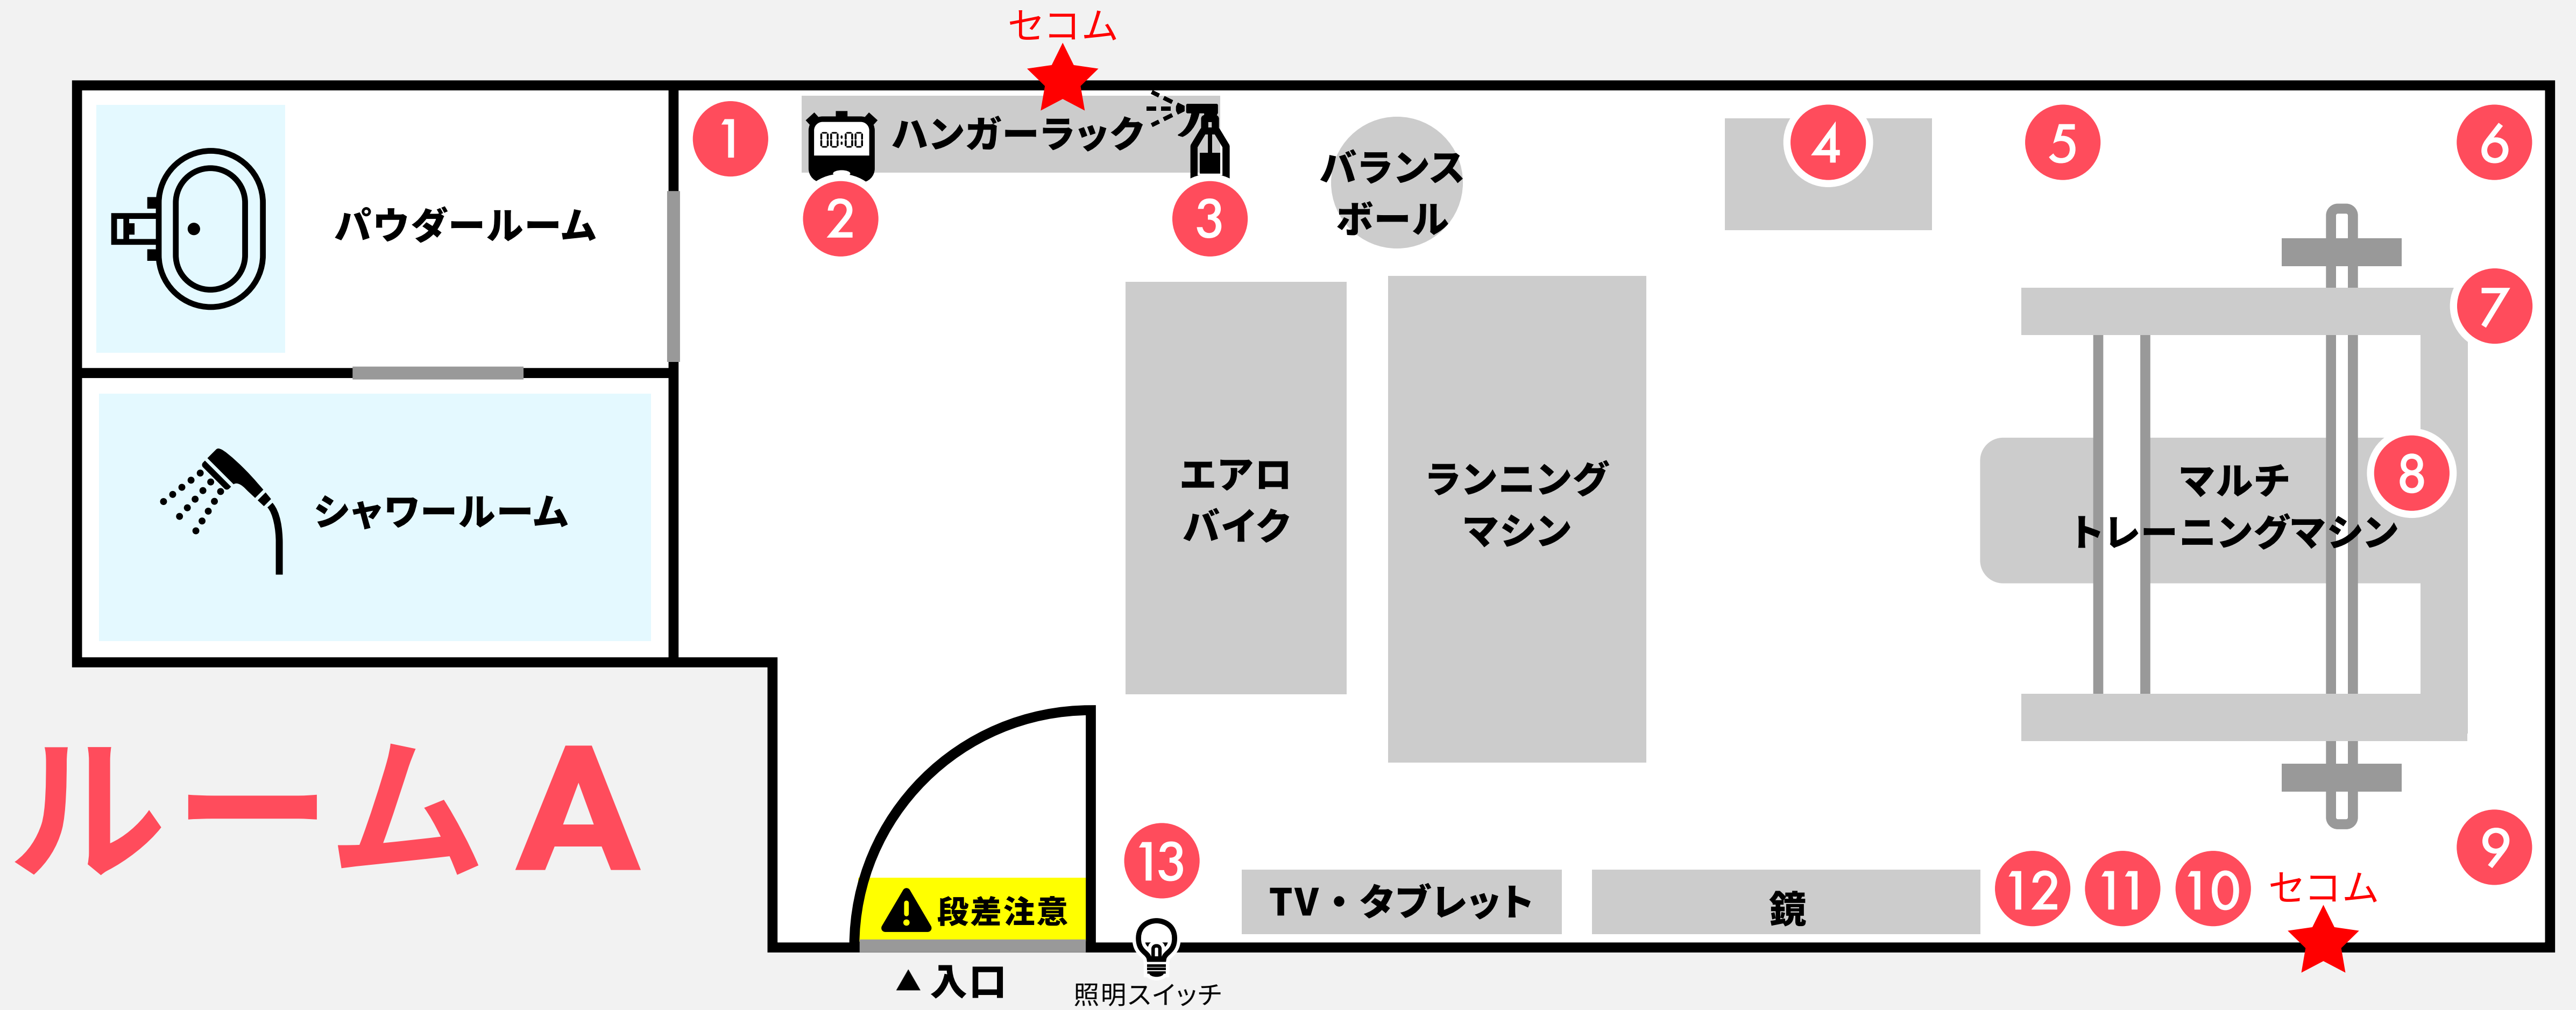 セコム
1
00:00
ハンガーラック
2
3
バランス
ボール
4
5
6
パウダールーム
7
シャワールーム
エアロ
バイク
ランニング
マシン
マルチ
トレーニングマシン
8
ルームA
段差注意
13
TV・タブレット
鏡
12
11
10
セコム
9
▲入口
照明スイッチ